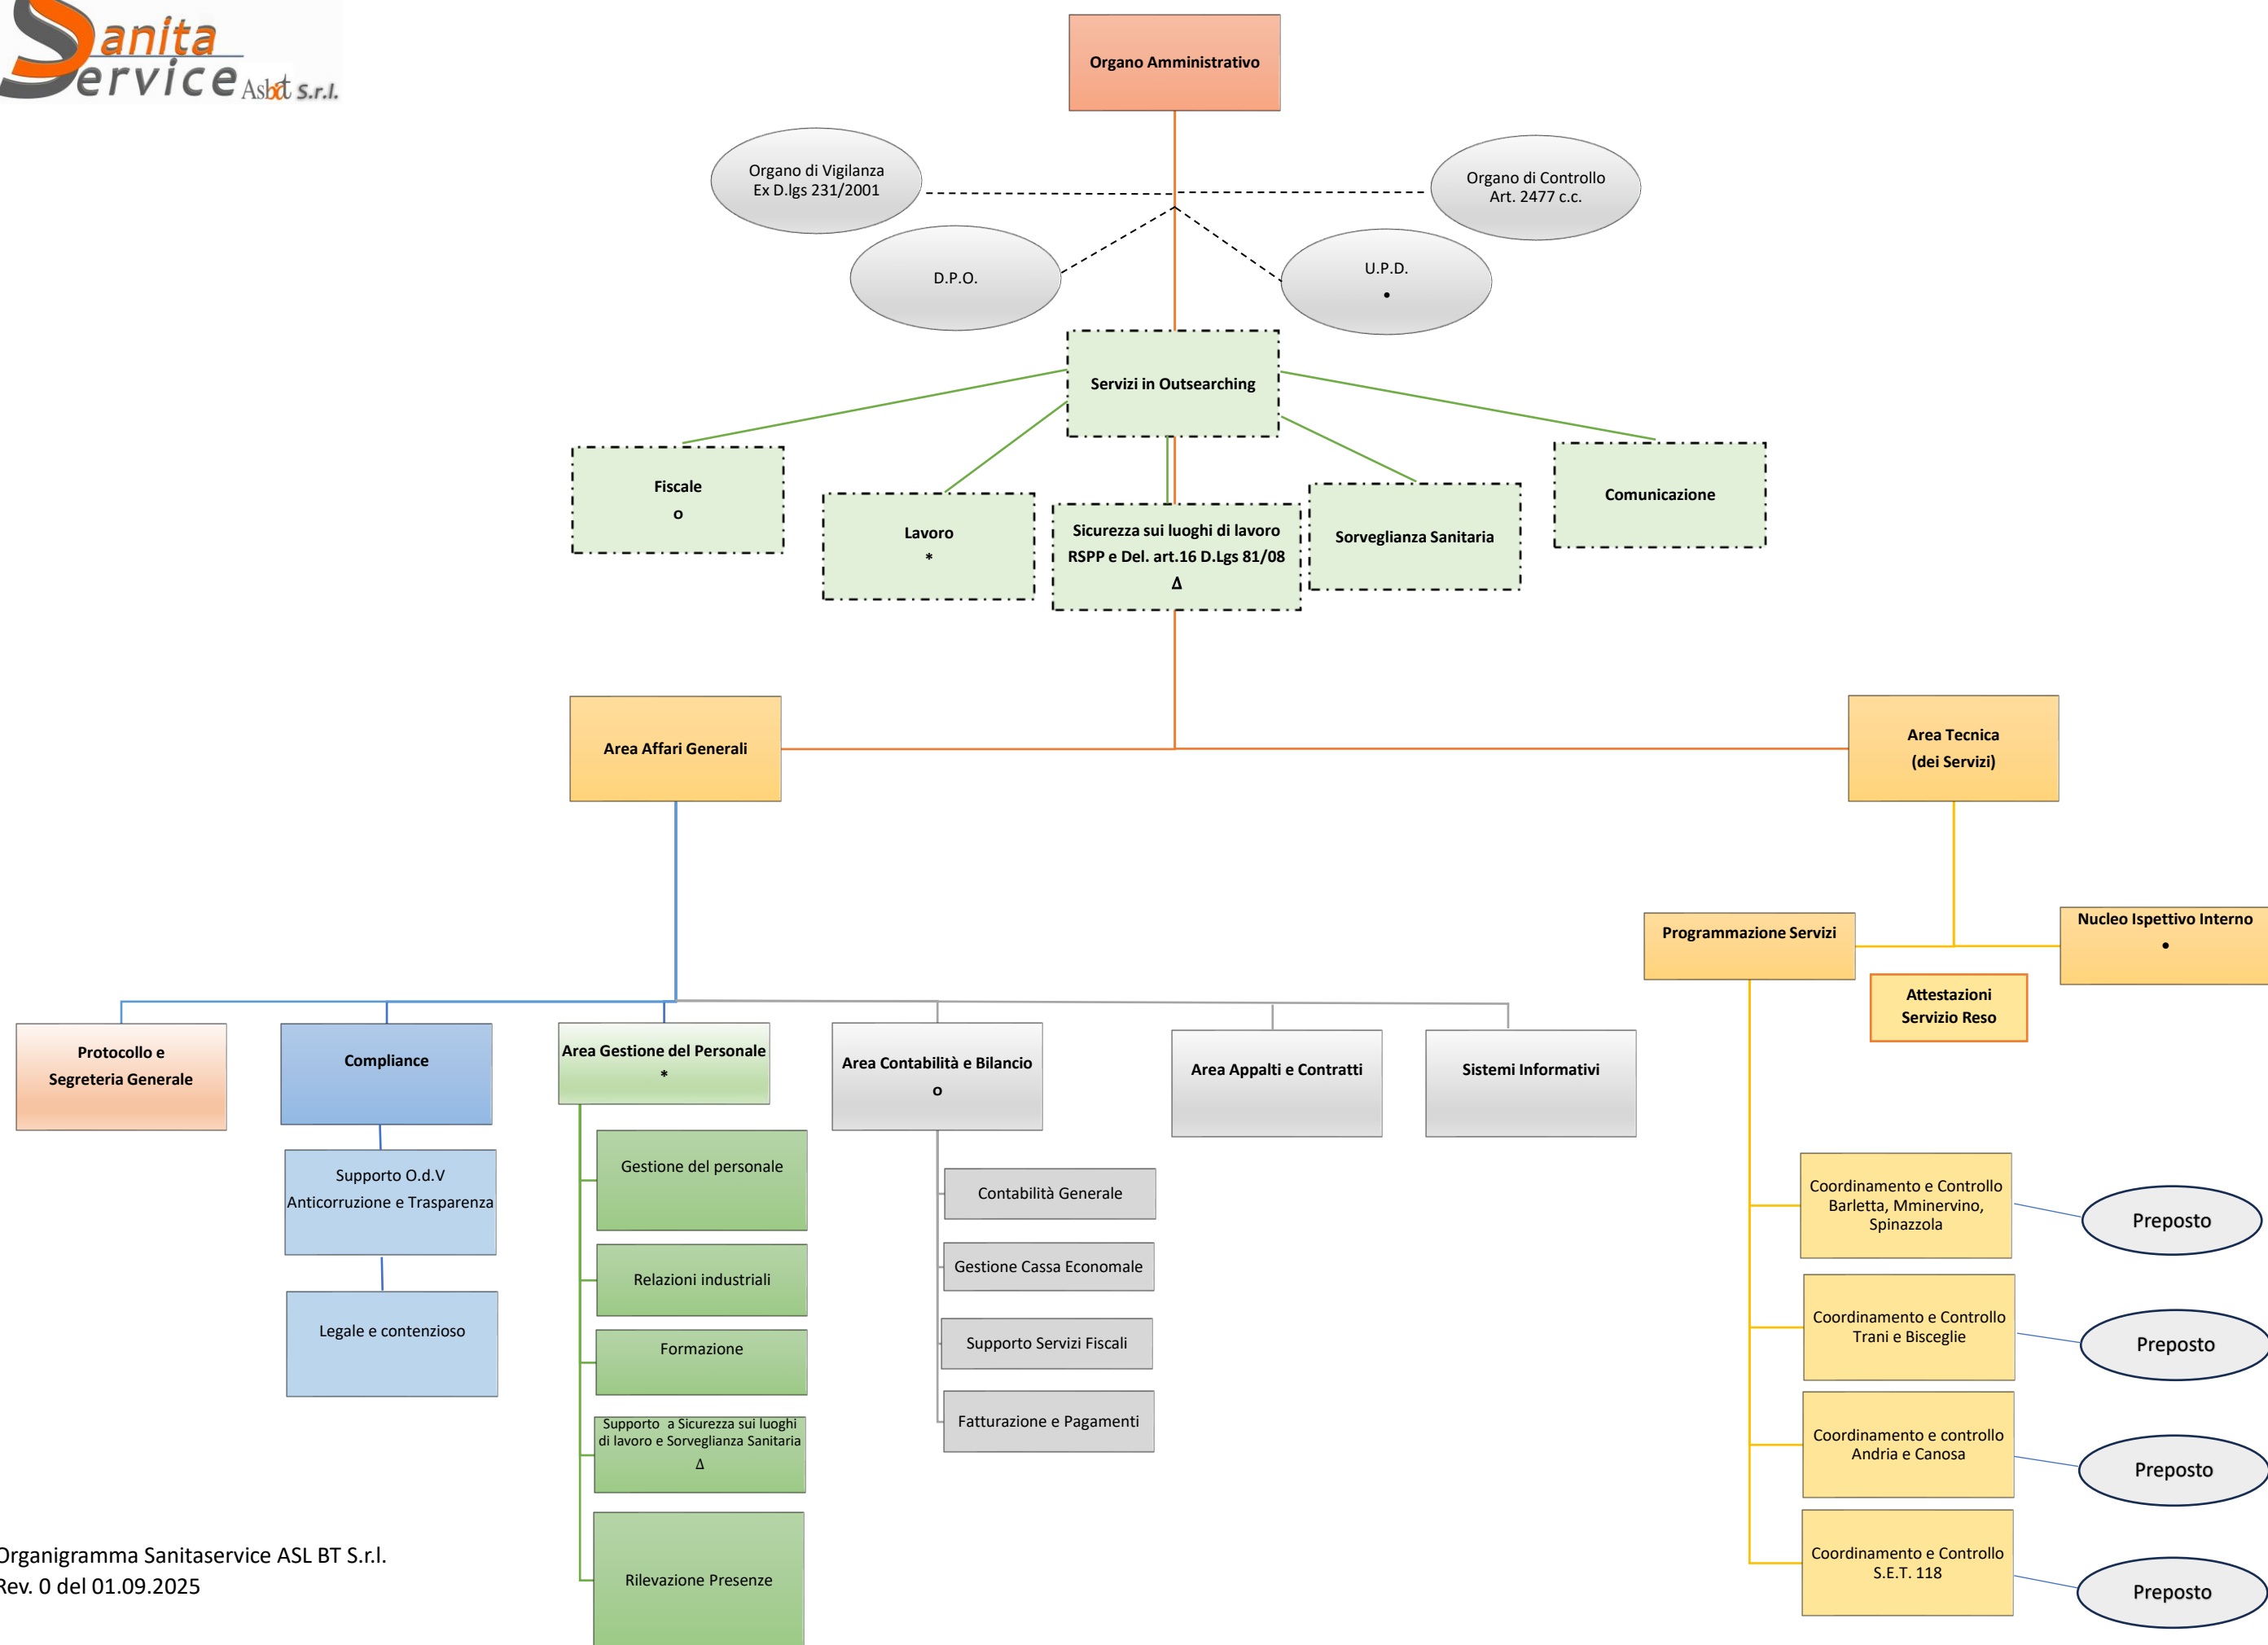 Sanita
Service Asbt S.r.l.
Organo Amministrativo
Organo di Vigilanza
Ex D.lgs 231/2001
Organo di Controllo
Art. 2477 c.c.
D.P.O.
U.P.D.
•
Servizi in Outsearching
Fiscale
o
Lavoro
*
Sicurezza sui luoghi di lavoro
RSPP e Del. art.16 D.Lgs 81/08
Δ
Sorveglianza Sanitaria
Comunicazione
Area Affari Generali
Area Tecnica
(dei Servizi)
Programmazione Servizi
Nucleo Ispettivo Interno
•
Attestazioni
Servizio Reso
Protocollo e
Segreteria Generale
Compliance
Area Gestione del Personale
*
Area Contabilità e Bilancio
o
Area Appalti e Contratti
Sistemi Informativi
Supporto O.d.V
Anticorruzione e Trasparenza
Legale e contenzioso
Gestione del personale
Relazioni industriali
Formazione
Supporto a Sicurezza sui luoghi
di lavoro e Sorveglianza Sanitaria
Δ
Rilevazione Presenze
Contabilità Generale
Gestione Cassa Economale
Supporto Servizi Fiscali
Fatturazione e Pagamenti
Coordinamento e Controllo
Barletta, Mminervino,
Spinazzola
Preposto
Coordinamento e Controllo
Trani e Bisceglie
Preposto
Coordinamento e controllo
Andria e Canosa
Preposto
Coordinamento e Controllo
S.E.T. 118
Preposto
Organigramma Sanitaservice ASL BT S.r.l.
Rev. 0 del 01.09.2025